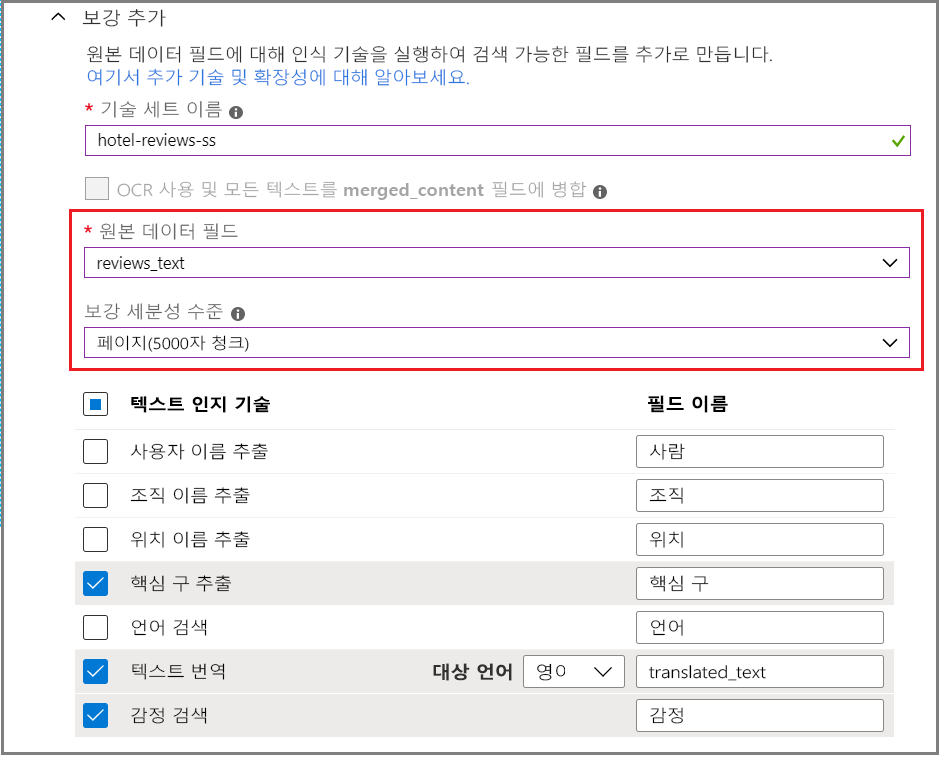 보강 추가
원본 데이터 필드에 대해 인식 기술을 실행하여 검색 가능한 필드를 추가로 만듭니다.
여기서 추가 기술 및 확장성에 대해 알아보세요.
* 기술 세트 이름
hotel-reviews-ss
OCR 사용 및 모든 텍스트를 merged_content 필드에 병합
* 원본 데이터 필드
reviews_text
보강 세분성 수준
페이지(5000자 청크)
텍스트 인지 기술 필드 이름
사용자 이름 추출 사람
조직 이름 추출 조직
위치 이름 추출 위치
핵심 구 추출 핵심 구
언어 검색 언어
텍스트 번역 대상 언어 영 translated_text
감정 검색 감정